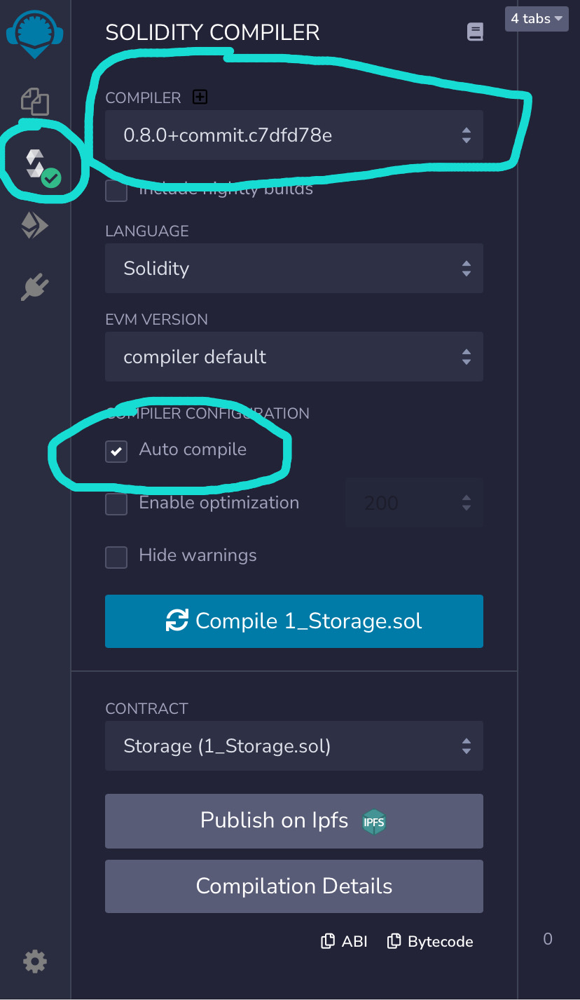 SOLIDITY COMPILER
4 tabs
COMPILER
0.8.0+commit.c7dfd78e
Include nightly builds
LANGUAGE
Solidity
EVM VERSION
compiler default
COMPILER CONFIGURATION
Auto compile
Enable optimization
200
Hide warnings
Compile 1_Storage.sol
CONTRACT
Storage (1_Storage.sol)
Publish on Ipfs IPFS
Compilation Details
ABI Bytecode
0